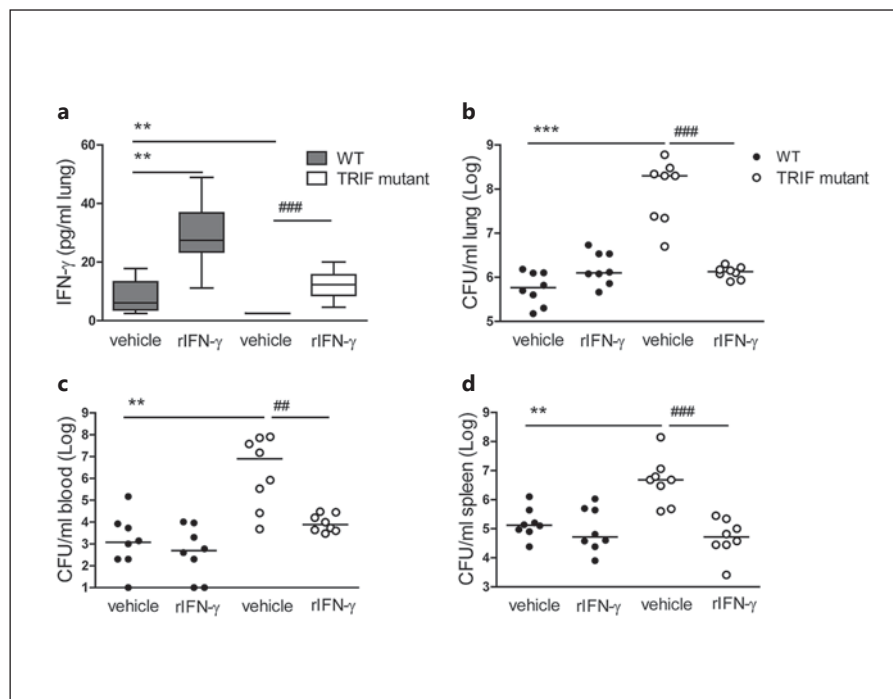 a
**
**
###
60
40
20
0
IFN-γ (pg/ml lung)
WT
TRIF mutant
vehicle
rIFN-γ
vehicle
rIFN-γ
b
***
###
9
8
7
6
5
CFU/ml lung (Log)
WT
TRIF mutant
vehicle
rIFN-γ
vehicle
rIFN-γ
c
**
##
9
8
7
6
5
4
3
2
1
CFU/ml blood (Log)
vehicle
rIFN-γ
vehicle
rIFN-γ
d
**
###
9
8
7
6
5
4
3
CFU/ml spleen (Log)
vehicle
rIFN-γ
vehicle
rIFN-γ